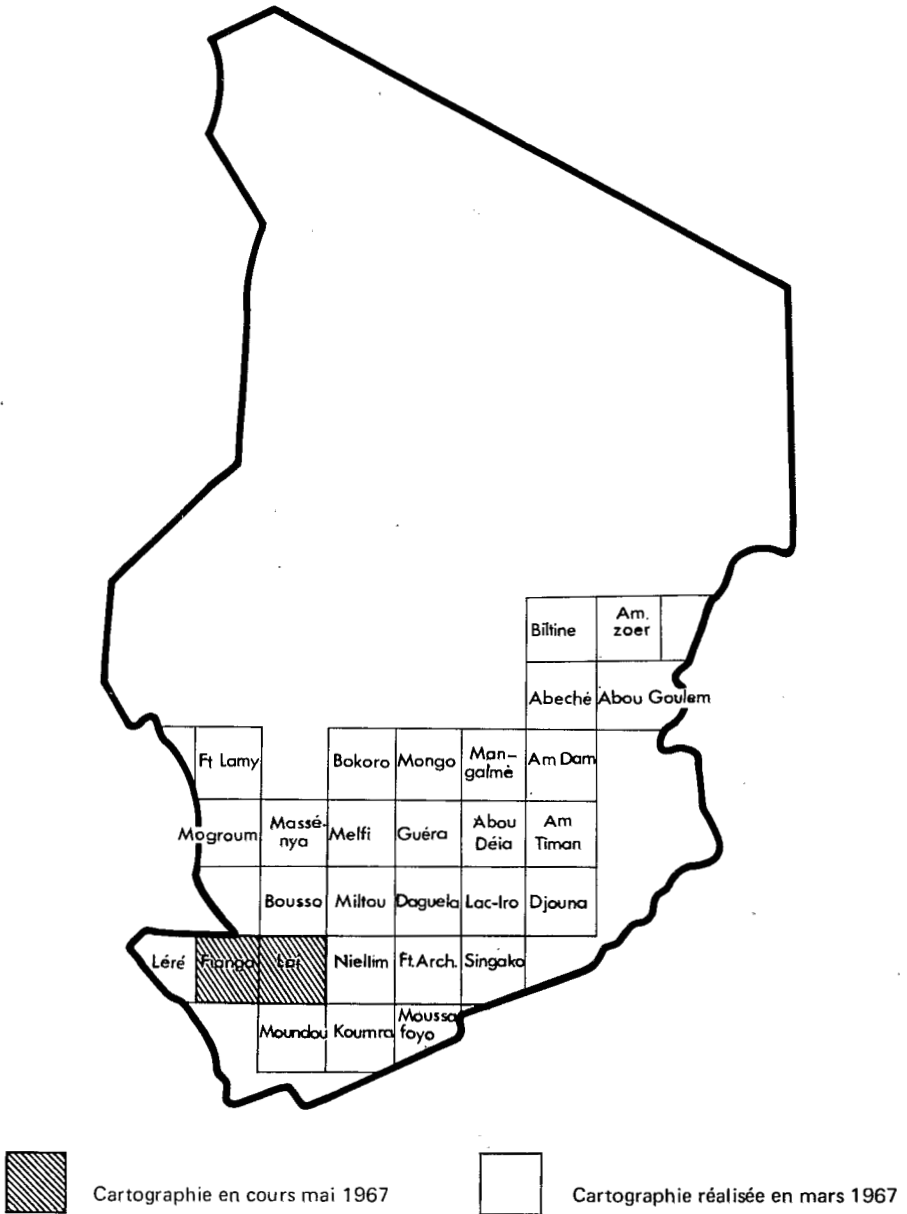 Biltine
Am.
zoer
Abeché
Abou Goulem
Ft Lamy
Bokoro
Mongo
Man-
galmè
Am Dam
Mogroum
Massé-
nya
Melfi
Guéra
Abou
Déia
Am
Timan
Bousso
Miltou
Daguela
Lac-Iro
Djouna
Léré
Fianga
Laï
Niellim
Ft.Arch.
Singako
Moundou
Koumra
Moussa
foyo
Cartographie en cours mai 1967
Cartographie réalisée en mars 1967